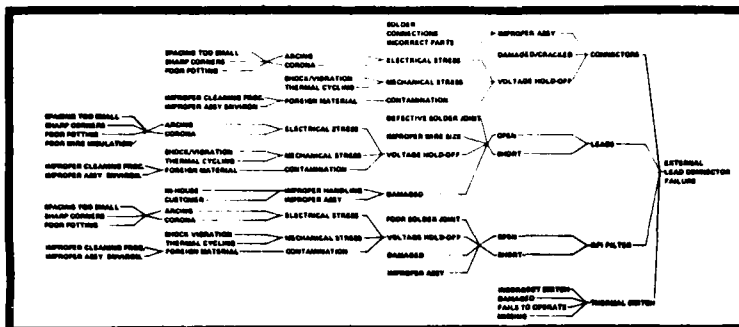 SOLDER
CONNECTIONS
INCORRECT PARTS
IMPROPER ASSY
SPACING TOO SMALL
SHARP CORNERS
POOR POTTING
ARCING
CORONA
ELECTRICAL STRESS
DAMAGED/CRACKED
CONNECTORS
SHOCK/VIBRATION
THERMAL CYCLING
MECHANICAL STRESS
VOLTAGE HOLD-OFF
IMPROPER CLEANING PROC.
IMPROPER ASSY ENVIRON.
FOREIGN MATERIAL
CONTAMINATION
SPACING TOO SMALL
SHARP CORNERS
POOR POTTING
POOR WIRE INSULATION
ARCING
CORONA
ELECTRICAL STRESS
DEFECTIVE SOLDER JOINT
IMPROPER WIRE SIZE
OPEN
SHORT
LEADS
SHOCK/VIBRATION
THERMAL CYCLING
MECHANICAL STRESS
VOLTAGE HOLD-OFF
IMPROPER CLEANING PROC.
IMPROPER ASSY ENVIRON.
FOREIGN MATERIAL
CONTAMINATION
EXTERNAL
LEAD CONNECTOR
FAILURE
IN-HOUSE
CUSTOMER
IMPROPER HANDLING
IMPROPER ASSY
DAMAGED
SPACING TOO SMALL
SHARP CORNERS
POOR POTTING
ARCING
CORONA
ELECTRICAL STRESS
POOR SOLDER JOINT
SHOCK VIBRATION
THERMAL CYCLING
MECHANICAL STRESS
VOLTAGE HOLD-OFF
OPEN
SHORT
RFI FILTER
IMPROPER CLEANING PROC.
IMPROPER ASSY ENVIRON.
FOREIGN MATERIAL
CONTAMINATION
DAMAGED
IMPROPER ASSY
INCORRECT SWITCH
DAMAGED
FAILS TO OPERATE
MISSING
THERMAL SWITCH